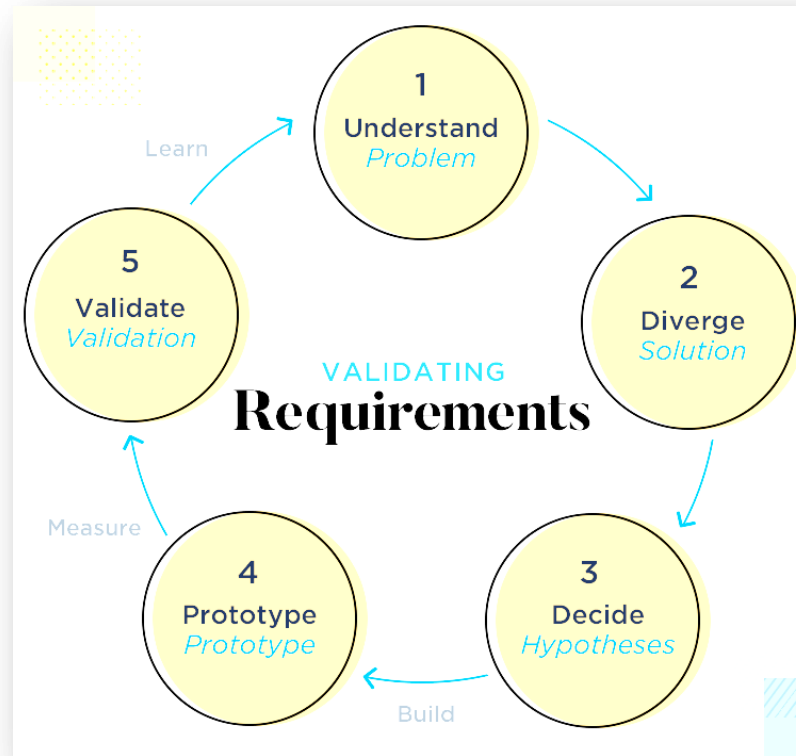 1
Understand
Problem
Learn
5
Validate
Validation
2
Diverge
Solution
VALIDATING
Requirements
Measure
4
Prototype
Prototype
3
Decide
Hypotheses
Build